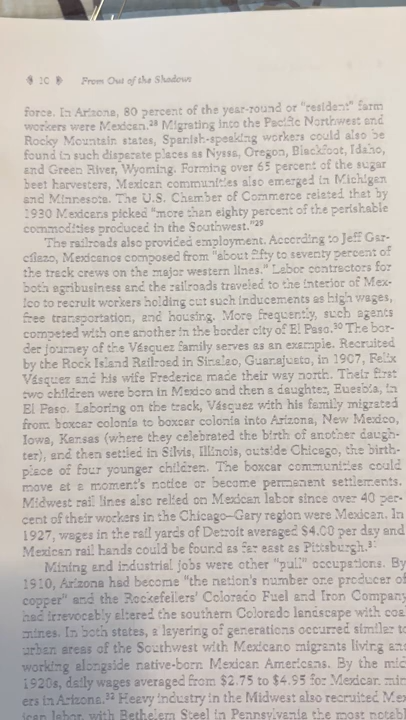 10 From Out of the Shadows
force. In Arizona, 80 percent of the year-round or "resident" farm
workers were Mexican.28 Migrating into the Pacific Northwest and
Rocky Mountain states, Spanish-speaking workers could also be
found in such disparate places as Nyssa, Oregon, Blackfoot, Idaho,
and Green River, Wyoming. Forming over 65 percent of the sugar
beet harvesters, Mexican communities also emerged in Michigan
and Minnesota. The U.S. Chamber of Commerce related that by
1930 Mexicans picked "more than eighty percent of the perishable
commodities produced in the Southwest."29
The railroads also provided employment. According to Jeff Gar-
cilazo, Mexicanos composed from "about fifty to seventy percent of
the track crews on the major western lines." Labor contractors for
both agribusiness and the railroads traveled to the interior of Mex-
ico to recruit workers holding out such inducements as high wages,
free transportation, and housing. More frequently, such agents
competed with one another in the border city of El Paso.30 The bor-
der journey of the Vásquez family serves as an example. Recruited
by the Rock Island Railroad in Sinaloa, Guanajuato, in 1907, Felix
Vásquez and his wife Frederica made their way north. Their first
two children were born in Mexico and then a daughter, Eusebia, in
El Paso. Laboring on the track, Vásquez with his family migrated
from boxcar colonia to boxcar colonia into Arizona, New Mexico,
Iowa, Kansas (where they celebrated the birth of another daugh-
ter), and then settled in Silvis, Illinois, outside Chicago, the birth-
place of four younger children. The boxcar communities could
move at a moment's notice or become permanent settlements.
Midwest rail lines also relied on Mexican labor since over 40 per-
cent of their workers in the Chicago–Gary region were Mexican. In
1927, wages in the rail yards of Detroit averaged $4.00 per day and
Mexican rail hands could be found as far east as Pittsburgh.31
Mining and industrial jobs were other "pull" occupations. By
1910, Arizona had become "the nation's number one producer of
copper" and the Rockefellers' Colorado Fuel and Iron Company
had irrevocably altered the southern Colorado landscape with coa
mines. In both states, a layering of generations occurred similar to
urban areas of the Southwest with Mexicano migrants living an
working alongside native-born Mexican Americans. By the mid
1920s, daily wages averaged from $2.75 to $4.95 for Mexican min
ers in Arizona.32 Heavy industry in the Midwest also recruited Mex
ican labor, with Bethlehem Steel in Pennsylvania the most notabl